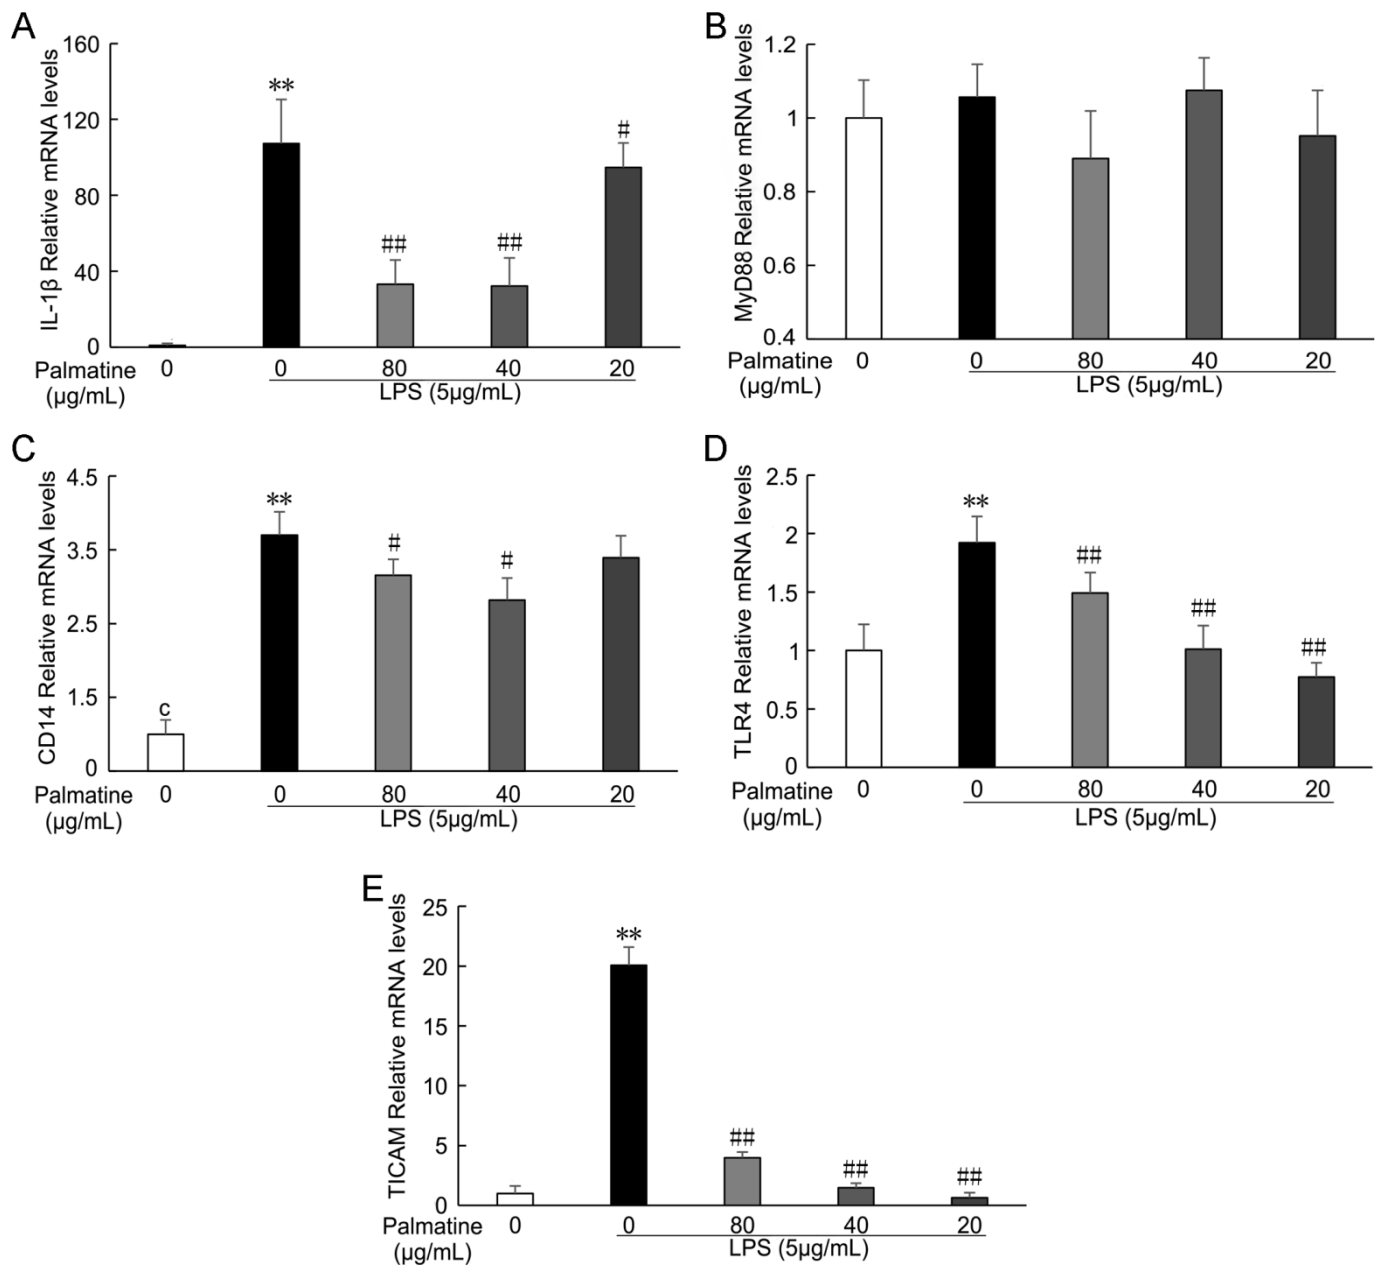 A
IL-1β Relative mRNA levels
160
120
80
40
0
**
##
##
#
Palmatine
(μg/mL)
0 0 80 40 20
LPS (5μg/mL)
B
MyD88 Relative mRNA levels
1.2
1
0.8
0.6
0.4
Palmatine
(μg/mL)
0 0 80 40 20
LPS (5μg/mL)
C
CD14 Relative mRNA levels
4.5
3.5
2.5
1.5
0
c
**
#
#
Palmatine
(μg/mL)
0 0 80 40 20
LPS (5μg/mL)
D
TLR4 Relative mRNA levels
2.5
2
1.5
1
0.5
0
**
##
##
##
Palmatine
(μg/mL)
0 0 80 40 20
LPS (5μg/mL)
E
TICAM Relative mRNA levels
25
20
15
10
5
0
**
##
##
##
Palmatine
(μg/mL)
0 0 80 40 20
LPS (5μg/mL)